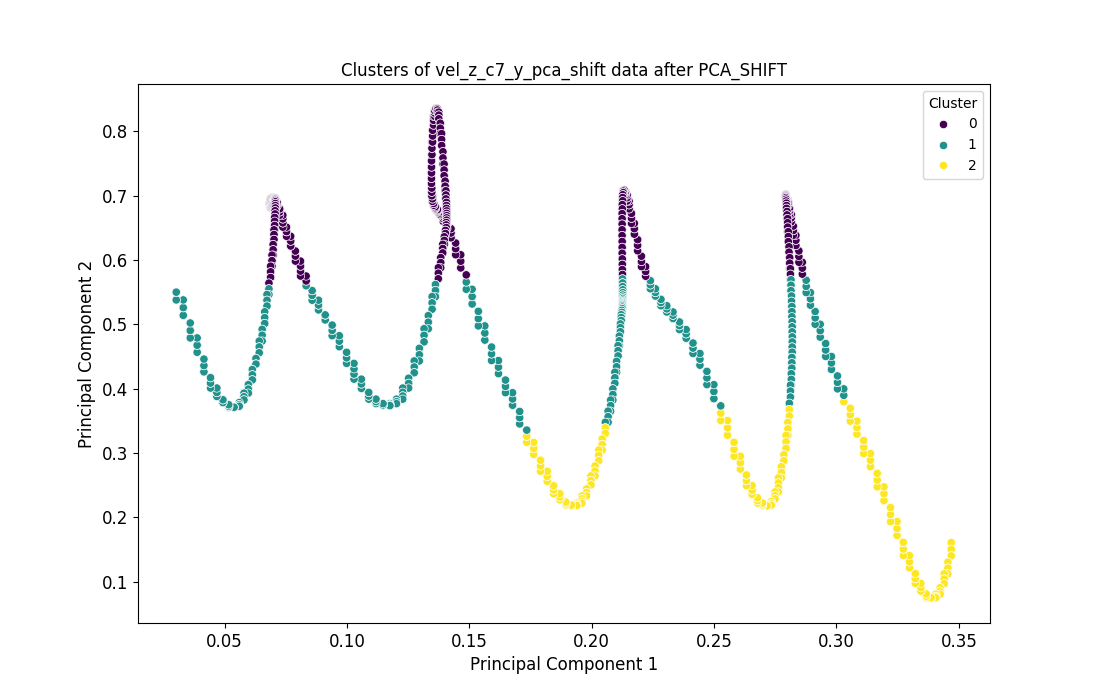 Clusters of vel_z_c7_y_pca_shift data after PCA_SHIFT
Cluster
0
1
2
0.8
0.7
0.6
0.5
0.4
0.3
0.2
0.1
Principal Component 2
0.05 0.10 0.15 0.20 0.25 0.30 0.35
Principal Component 1